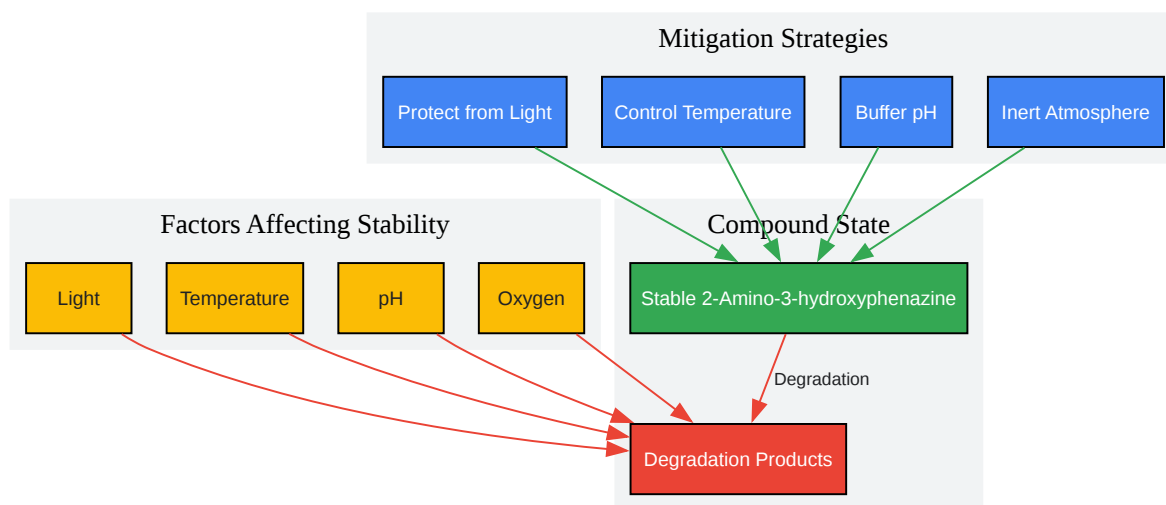 Mitigation Strategies
Protect from Light
Control Temperature
Buffer pH
Inert Atmosphere
Factors Affecting Stability
Compound State
Light
Temperature
pH
Oxygen
Stable 2-Amino-3-hydroxyphenazine
Degradation
Degradation Products